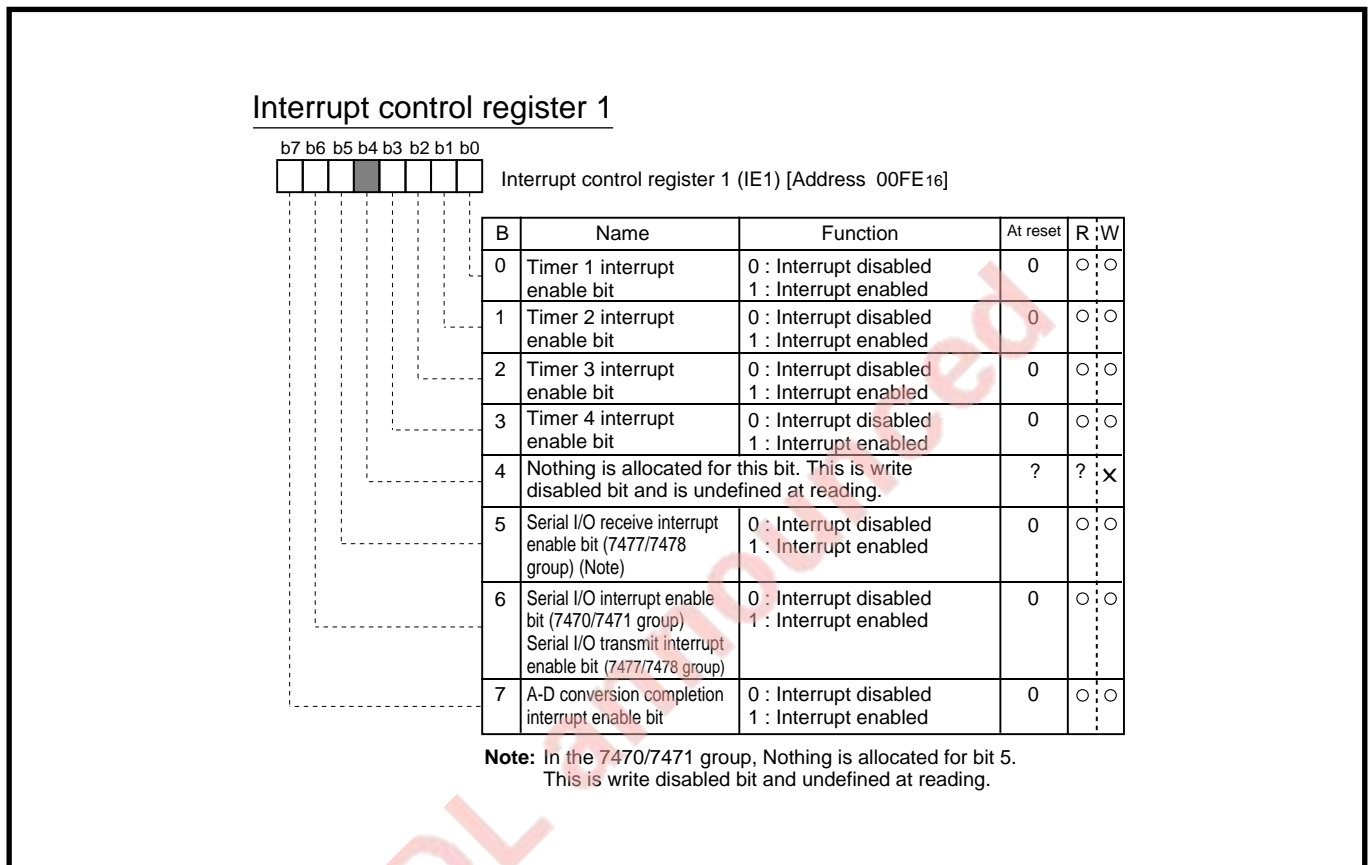 Interrupt control register 1
b7 b6 b5 b4 b3 b2 b1 b0
Interrupt control register 1 (IE1) [Address 00FE16]
B Name Function At reset R W
0 Timer 1 interrupt enable bit 0 : Interrupt disabled 1 : Interrupt enabled 0 ○ ○
1 Timer 2 interrupt enable bit 0 : Interrupt disabled 1 : Interrupt enabled 0 ○ ○
2 Timer 3 interrupt enable bit 0 : Interrupt disabled 1 : Interrupt enabled 0 ○ ○
3 Timer 4 interrupt enable bit 0 : Interrupt disabled 1 : Interrupt enabled 0 ○ ○
4 Nothing is allocated for this bit. This is write disabled bit and is undefined at reading. ? ? x
5 Serial I/O receive interrupt enable bit (7477/7478 group) (Note) 0 : Interrupt disabled 1 : Interrupt enabled 0 ○ ○
6 Serial I/O interrupt enable bit (7470/7471 group) Serial I/O transmit interrupt enable bit (7477/7478 group) 0 : Interrupt disabled 1 : Interrupt enabled 0 ○ ○
7 A-D conversion completion interrupt enable bit 0 : Interrupt disabled 1 : Interrupt enabled 0 ○ ○
Note: In the 7470/7471 group, Nothing is allocated for bit 5.
This is write disabled bit and undefined at reading.
announced